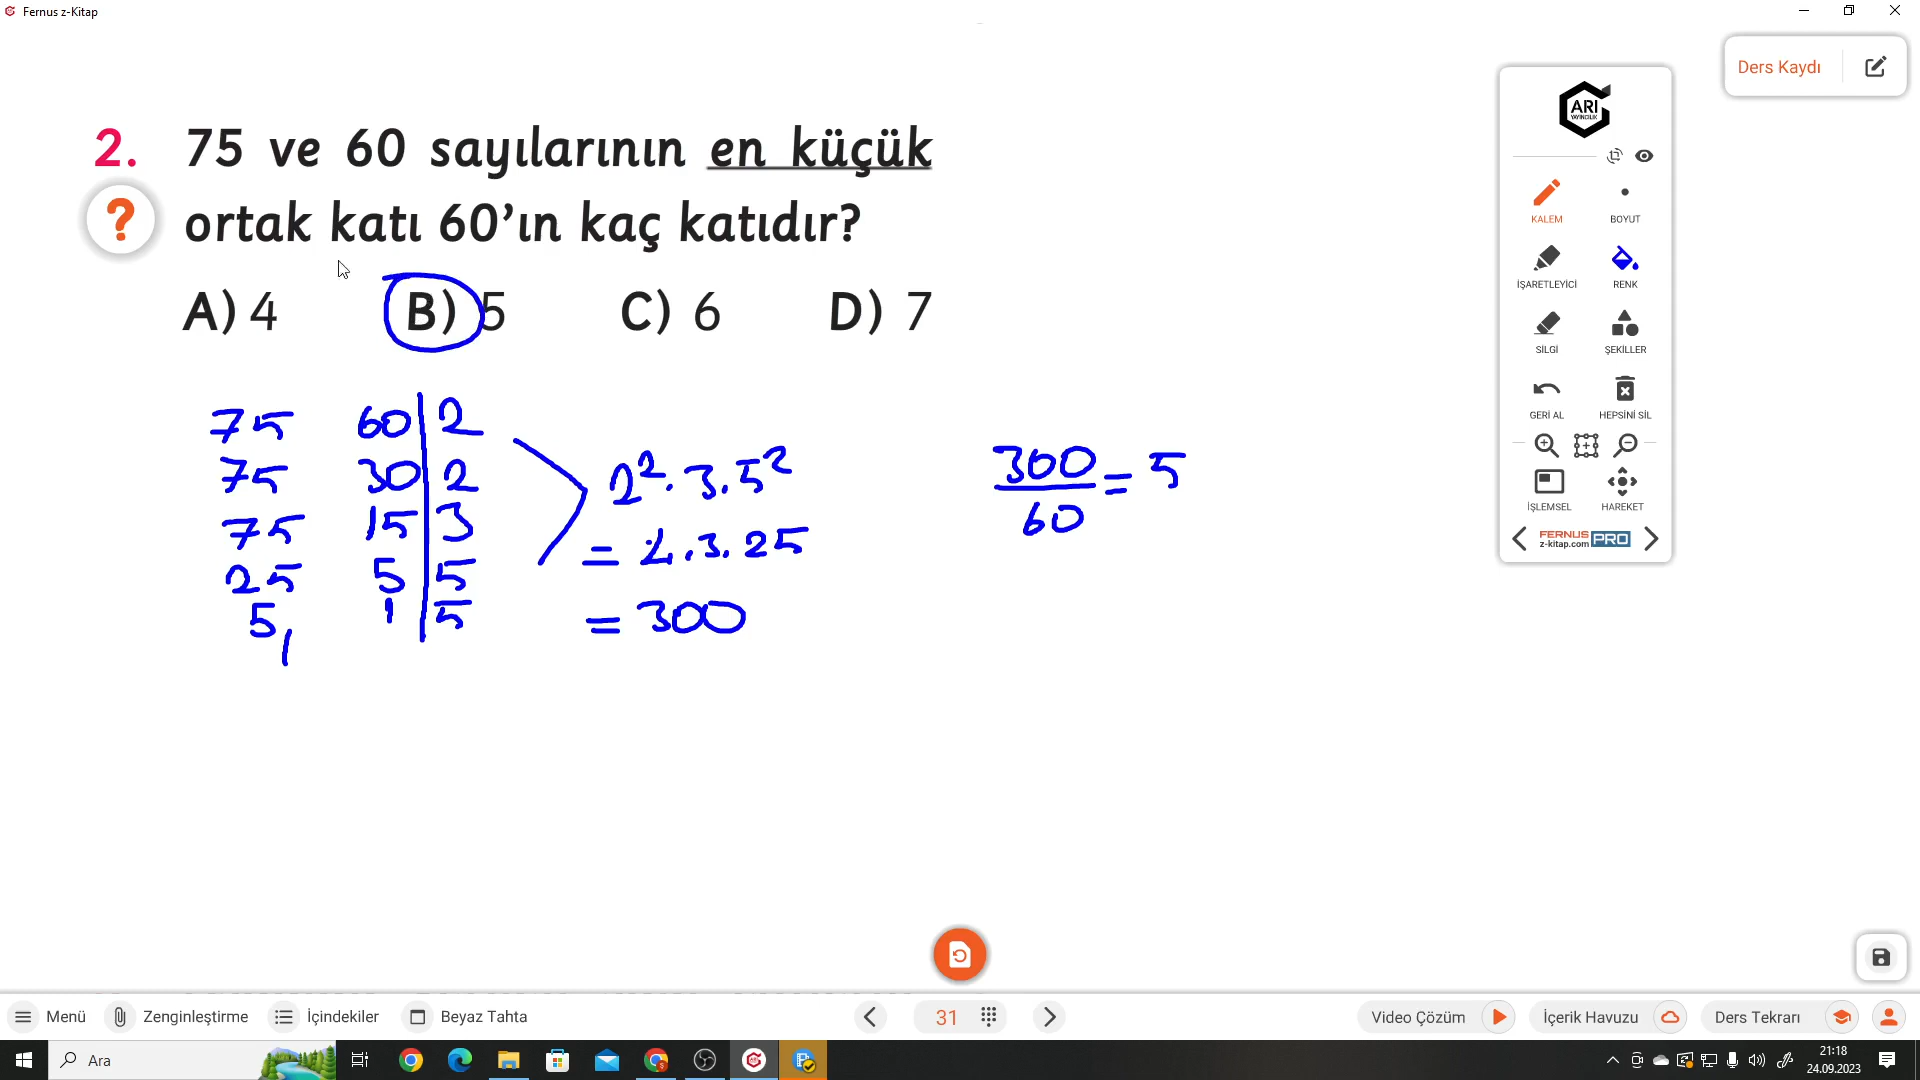 Fernus z-Kitap
Ders Kaydı
ARI
YAYINCILIK
2. 75 ve 60 sayılarının en küçük
? ortak katı 60'ın kaç katıdır?
A) 4 B) 5 C) 6 D) 7
75 60 2
75 30 2
75 15 3
25 5 5
5 1 5
1
2². 3. 5²
= 4. 3. 25
= 300
300
60
= 5
KALEM BOYUT
İŞARETLEYİCİ RENK
SİLGİ ŞEKİLLER
GERİ AL HEPSİNİ SİL
İŞLEMSEL HAREKET
FERNUS PRO
z-kitap.com
Menü Zenginleştirme İçindekiler Beyaz Tahta 31 Video Çözüm İçerik Havuzu Ders Tekrarı
Ara
21:18
24.09.2023